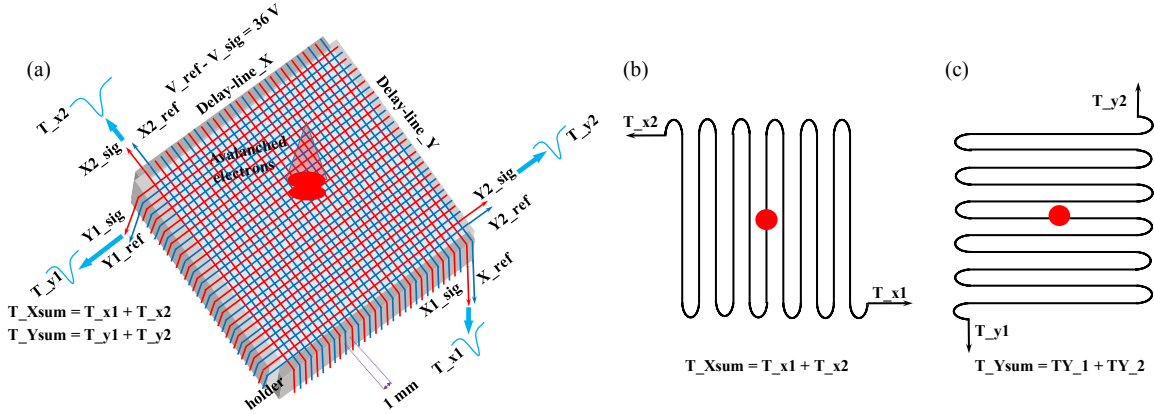 (a)
V_ref - V_sig = 36 V
Delay-line_X
Delay-line_Y
T_x2
X2_ref
X2_sig
Avalanched
electrons
T_y2
Y2_sig
Y2_ref
Y1_sig
Y1_ref
T_y1
X_ref
X1_sig
T_x1
T_Xsum = T_x1 + T_x2
T_Ysum = T_y1 + T_y2
holder
1 mm
(b)
T_x2
T_x1
T_Xsum = T_x1 + T_x2
(c)
T_y2
T_y1
T_Ysum = TY_1 + TY_2